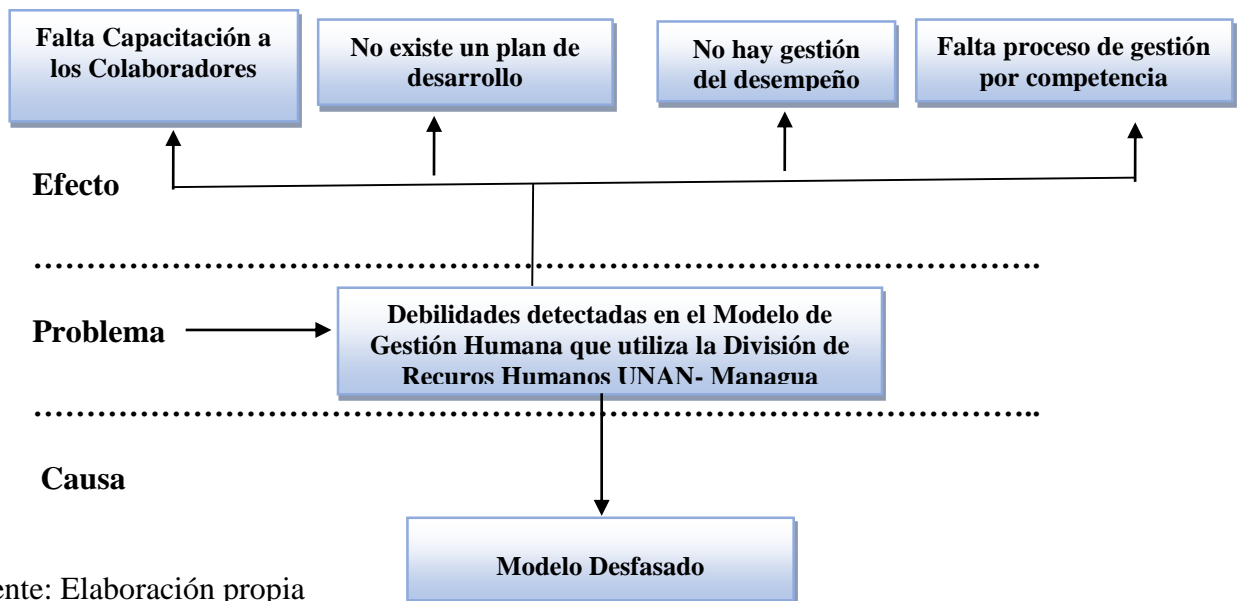 Falta Capacitación a
los Colaboradores
No existe un plan de
desarrollo
No hay gestión
del desempeño
Falta proceso de gestión
por competencia
Efecto
Problema
Debilidades detectadas en el Modelo de
Gestión Humana que utiliza la División de
Recuros Humanos UNAN- Managua
Causa
Modelo Desfasado
ente: Elaboración propia